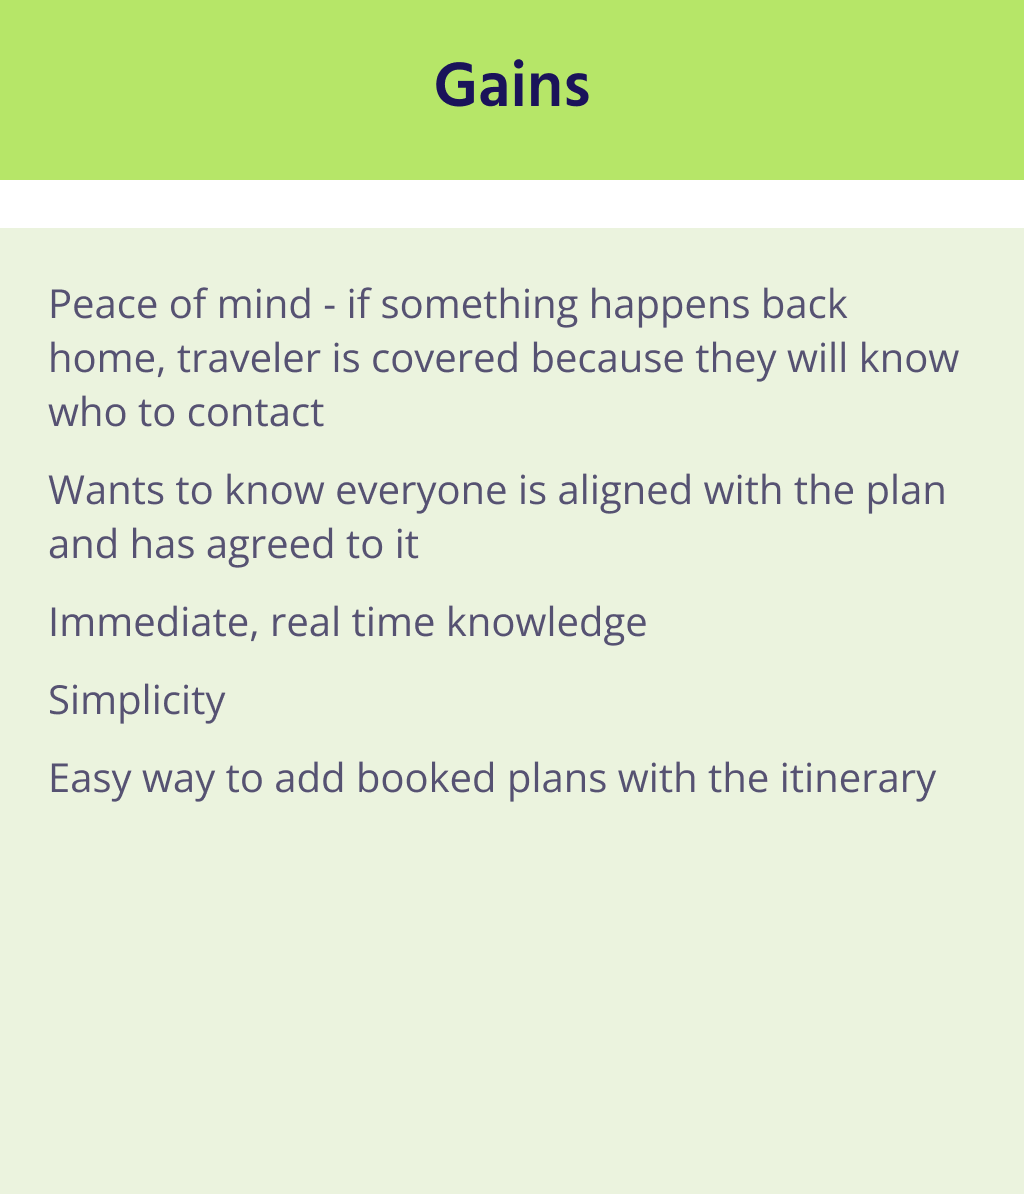 Gains
Peace of mind - if something happens back
home, traveler is covered because they will know
who to contact
Wants to know everyone is aligned with the plan
and has agreed to it
Immediate, real time knowledge
Simplicity
Easy way to add booked plans with the itinerary